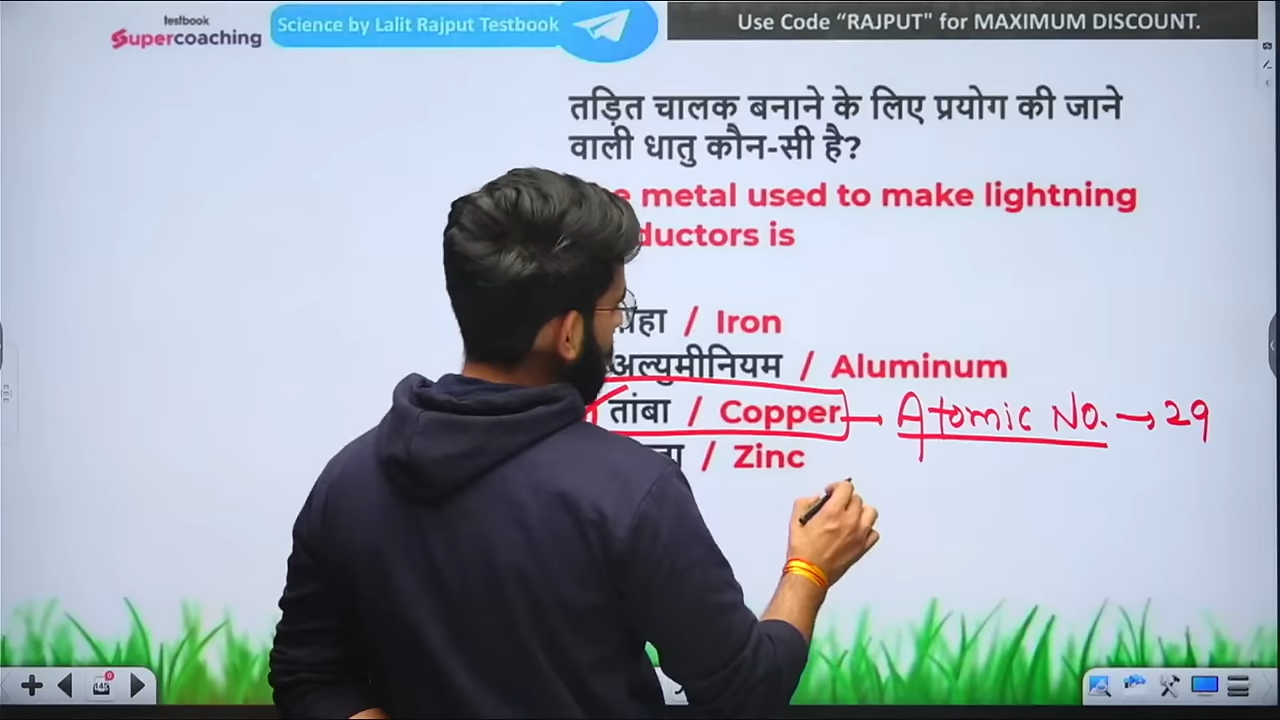 testbook
Supercoaching
Science by Lalit Rajput Testbook
Use Code “RAJPUT" for MAXIMUM DISCOUNT.
तड़ित चालक बनाने के लिए प्रयोग की जाने
वाली धातु कौन-सी है?
metal used to make lightning
ductors is
/ Iron
अल्युमीनियम / Aluminum
तांबा / Copper → Atomic No. → 29
/ Zinc